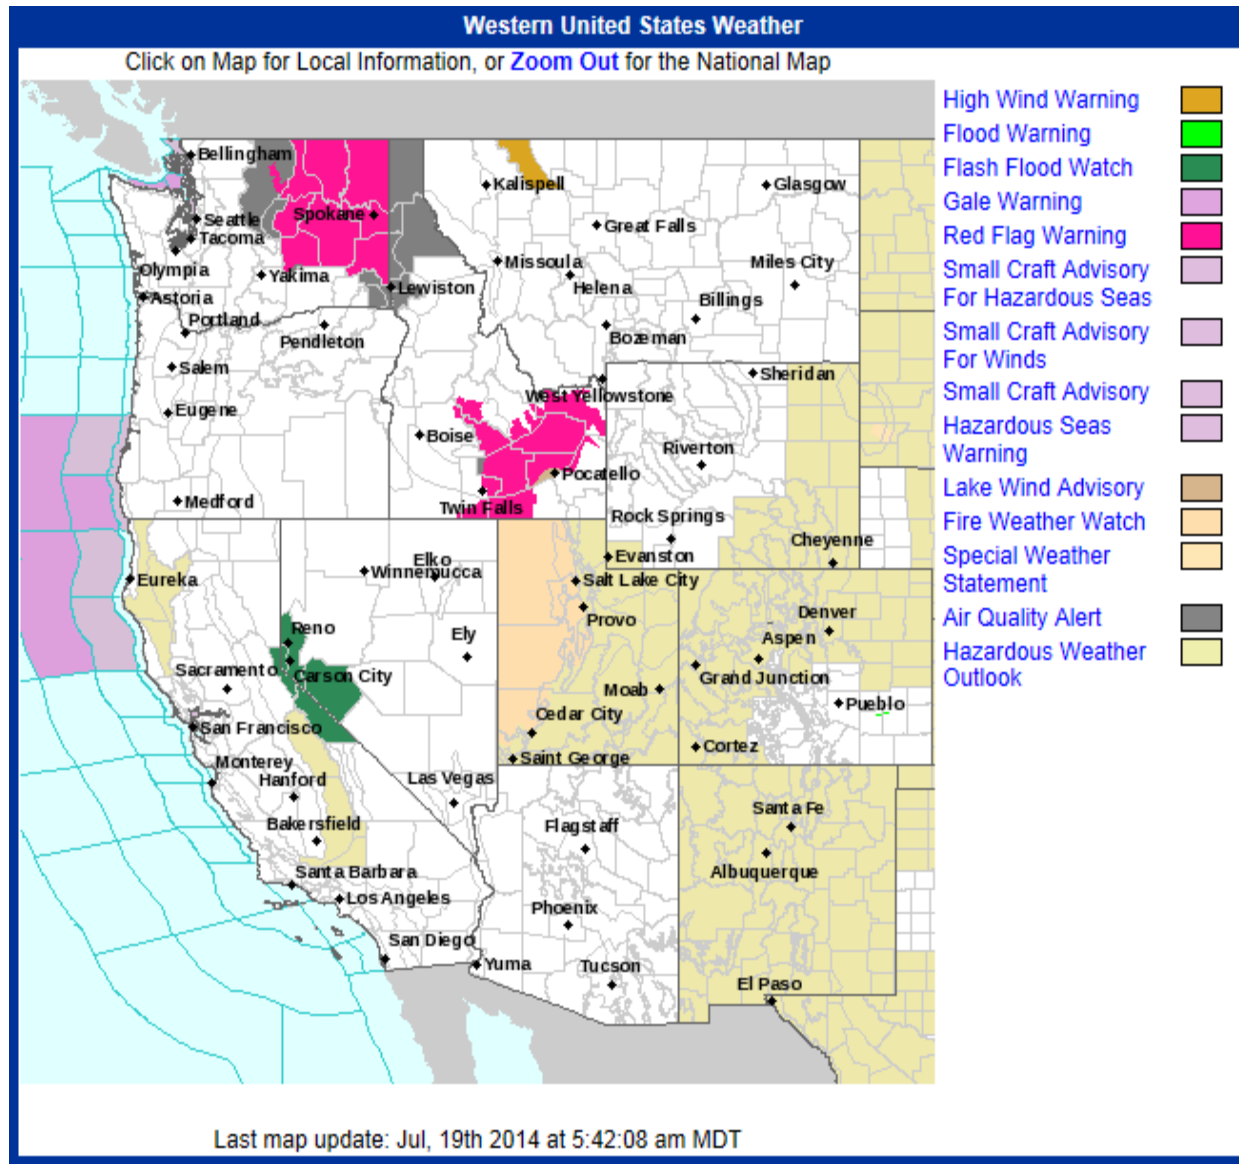 Western United States Weather
Click on Map for Local Information, or Zoom Out for the National Map
High Wind Warning
Flood Warning
Flash Flood Watch
Gale Warning
Red Flag Warning
Small Craft Advisory
For Hazardous Seas
Small Craft Advisory
For Winds
Small Craft Advisory
Hazardous Seas
Warning
Lake Wind Advisory
Fire Weather Watch
Special Weather
Statement
Air Quality Alert
Hazardous Weather
Outlook
Bellingham
Kalispell
Glasgow
Seattle
Spokane
Great Falls
Tacoma
Olympia
Yakima
Missoula
Miles City
Astoria
Lewiston
Helena
Billings
Portland
Pendleton
Bozeman
Salem
Sheridan
West Yellowstone
Eugene
Boise
Riverton
Pocatello
Medford
Twin Falls
Rock Springs
Cheyenne
Elko
Evanston
Eureka
Winnemucca
Salt Lake City
Provo
Denver
Reno
Ely
Aspen
Sacramento
Carson City
Grand Junction
Moab
Pueblo
Cedar City
San Francisco
Cortez
Saint George
Monterey
Hanford
Las Vegas
Santa Fe
Bakersfield
Flagstaff
Albuquerque
Santa Barbara
Los Angeles
Phoenix
San Diego
Yuma
Tucson
El Paso
Last map update: Jul, 19th 2014 at 5:42:08 am MDT